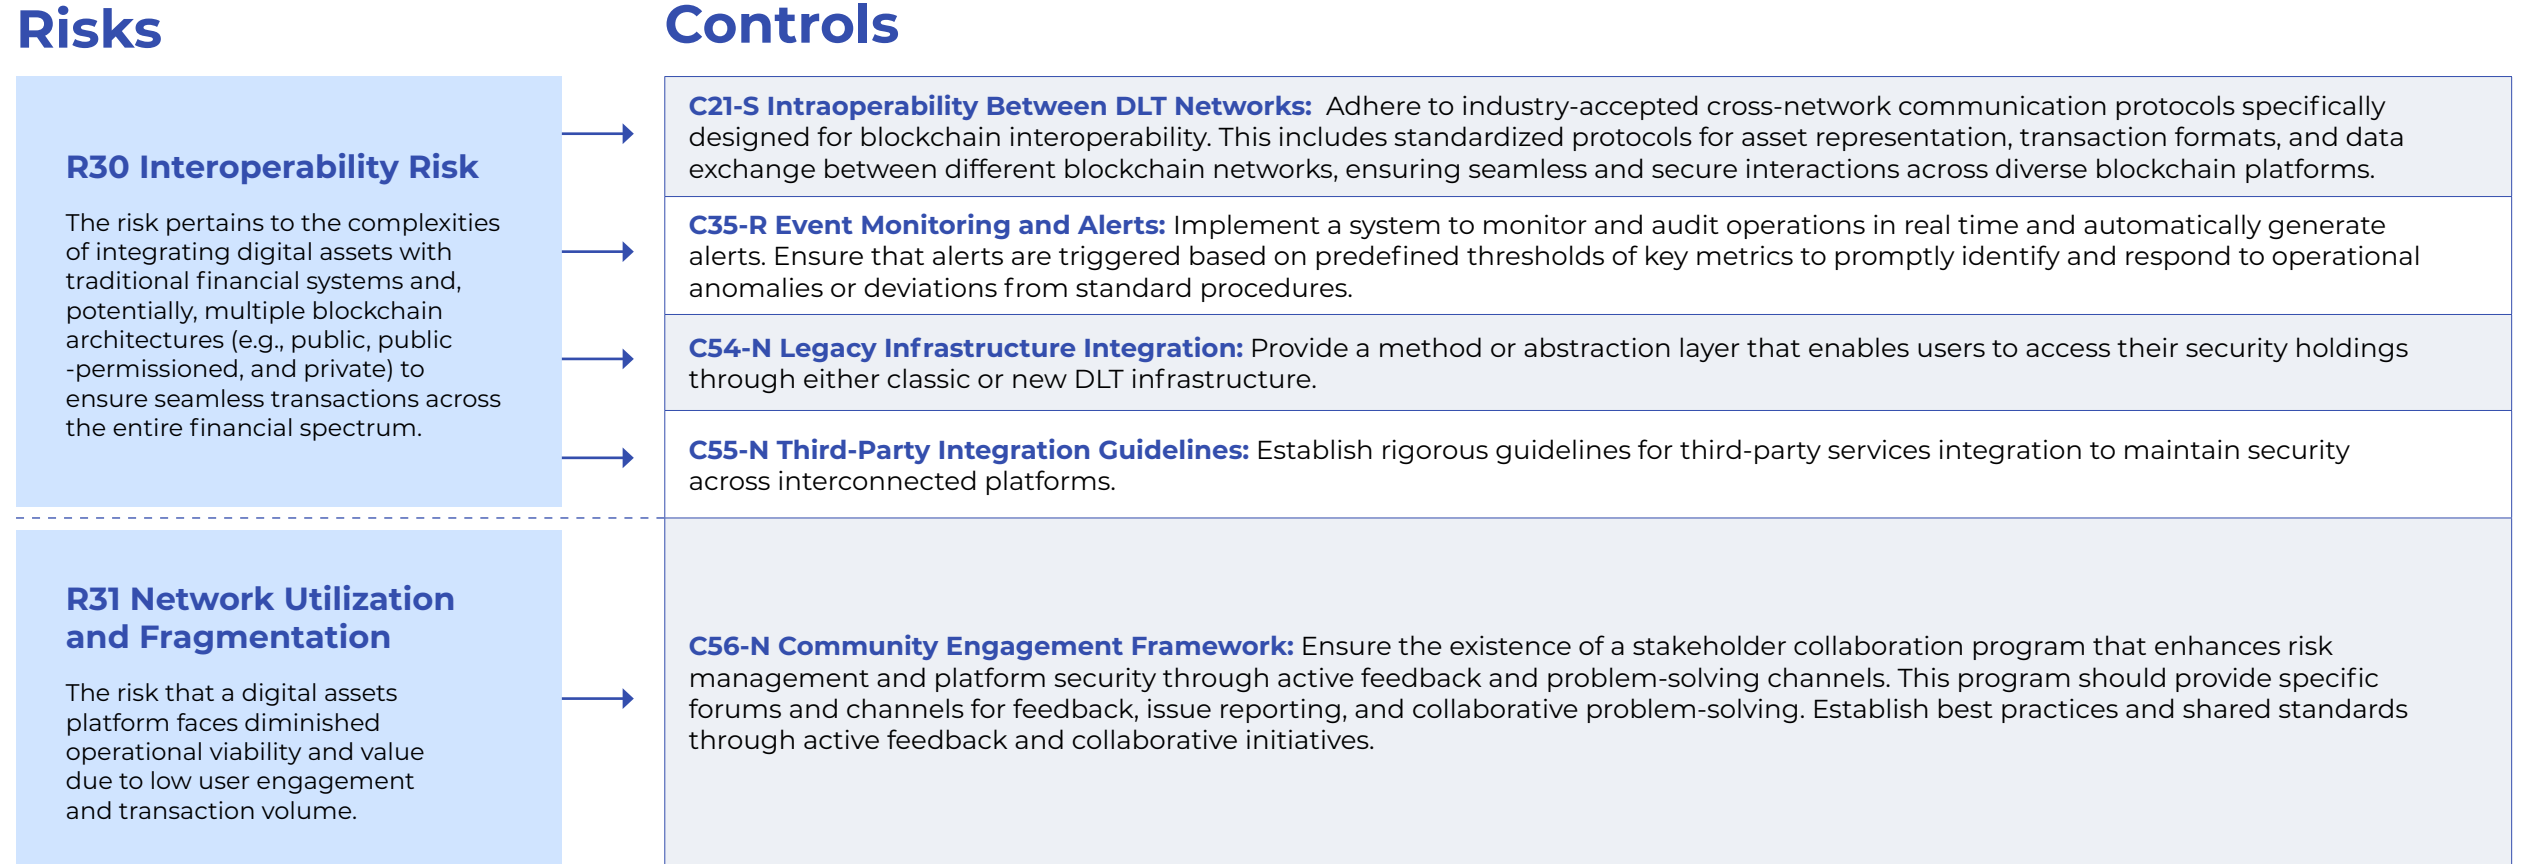 Risks
Controls
R30 Interoperability Risk
The risk pertains to the complexities
of integrating digital assets with
traditional financial systems and,
potentially, multiple blockchain
architectures (e.g., public, public
-permissioned, and private) to
ensure seamless transactions across
the entire financial spectrum.
C21-S Intraoperability Between DLT Networks: Adhere to industry-accepted cross-network communication protocols specifically
designed for blockchain interoperability. This includes standardized protocols for asset representation, transaction formats, and data
exchange between different blockchain networks, ensuring seamless and secure interactions across diverse blockchain platforms.
C35-R Event Monitoring and Alerts: Implement a system to monitor and audit operations in real time and automatically generate
alerts. Ensure that alerts are triggered based on predefined thresholds of key metrics to promptly identify and respond to operational
anomalies or deviations from standard procedures.
C54-N Legacy Infrastructure Integration: Provide a method or abstraction layer that enables users to access their security holdings
through either classic or new DLT infrastructure.
C55-N Third-Party Integration Guidelines: Establish rigorous guidelines for third-party services integration to maintain security
across interconnected platforms.
R31 Network Utilization
and Fragmentation
The risk that a digital assets
platform faces diminished
operational viability and value
due to low user engagement
and transaction volume.
C56-N Community Engagement Framework: Ensure the existence of a stakeholder collaboration program that enhances risk
management and platform security through active feedback and problem-solving channels. This program should provide specific
forums and channels for feedback, issue reporting, and collaborative problem-solving. Establish best practices and shared standards
through active feedback and collaborative initiatives.